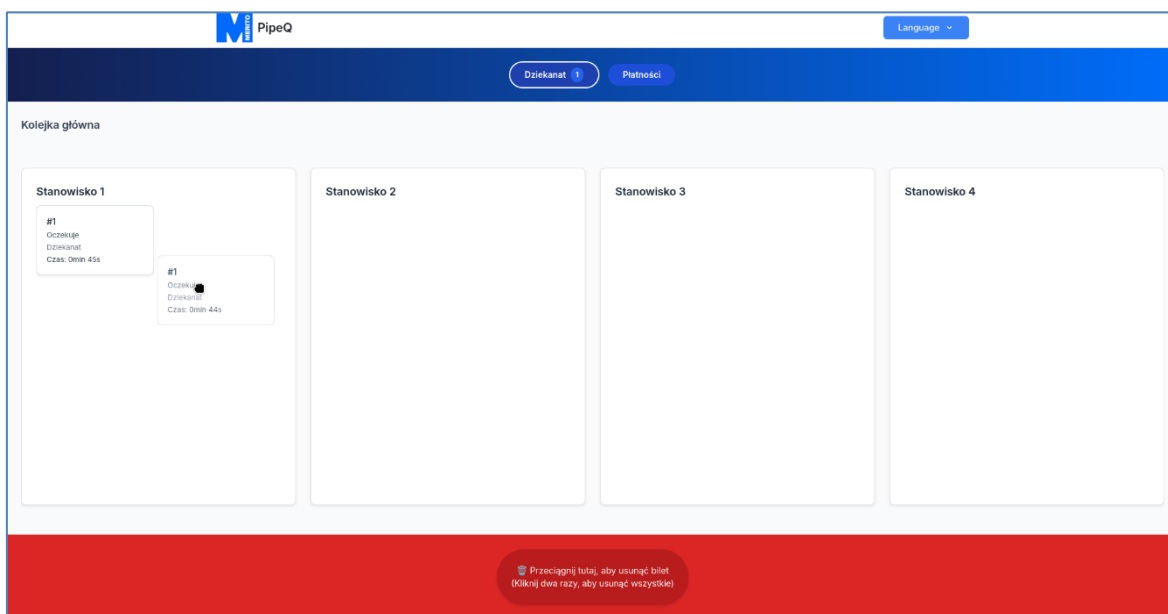 MERITO
PipeQ
Language
Dziekanat 1
Płatności
Kolejka główna
Stanowisko 1
#1
Oczekuje
Dziekanat
Czas: 0min 45s
#1
Dziekanat
Czas: 0min 44s
Stanowisko 2
Stanowisko 3
Stanowisko 4
Przeciągnij tutaj, aby usunąć bilet
(Kliknij dwa razy, aby usunąć wszystkie)